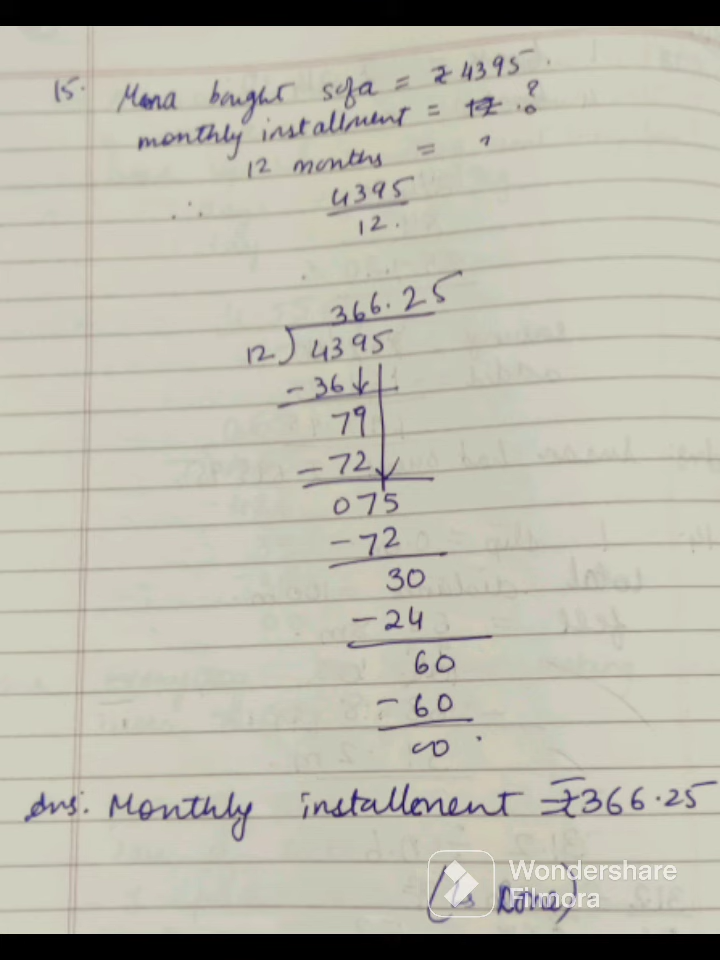 15. Mona bought sofa = ₹4395.
monthly installment = ?
12 months = ?
∴ 4395
12.
366.25
12 ) 4395
- 36
79
- 72
075
- 72
30
- 24
60
- 60
00.
Ans: Monthly installment = ₹366.25
Wondershare
Filmora
Done)